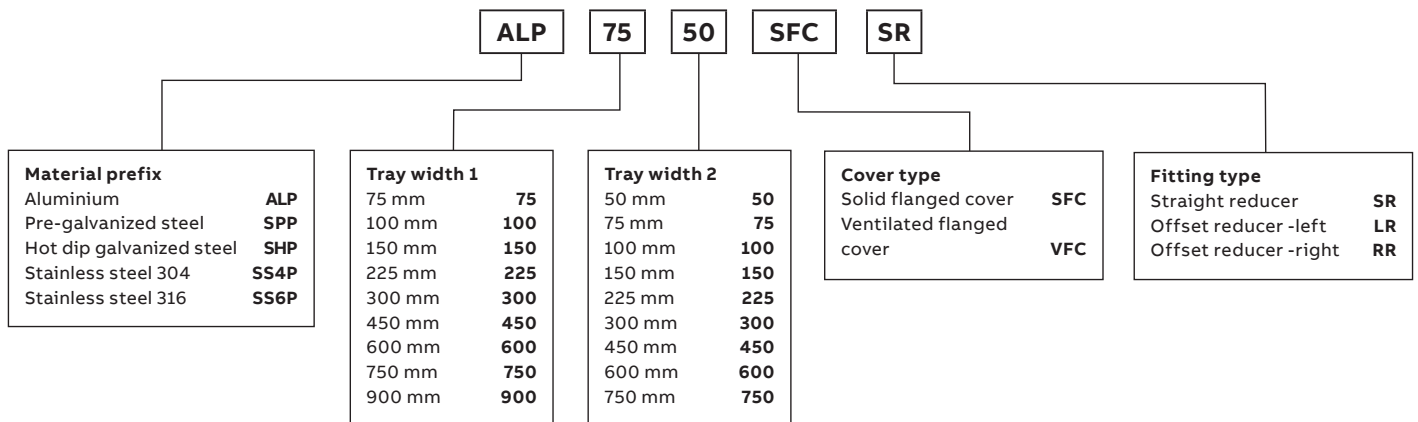 ALP 75 50 SFC SR
Material prefix
Aluminium ALP
Pre-galvanized steel SPP
Hot dip galvanized steel SHP
Stainless steel 304 SS4P
Stainless steel 316 SS6P
Tray width 1
75 mm 75
100 mm 100
150 mm 150
225 mm 225
300 mm 300
450 mm 450
600 mm 600
750 mm 750
900 mm 900
Tray width 2
50 mm 50
75 mm 75
100 mm 100
150 mm 150
225 mm 225
300 mm 300
450 mm 450
600 mm 600
750 mm 750
Cover type
Solid flanged cover SFC
Ventilated flanged
cover VFC
Fitting type
Straight reducer SR
Offset reducer -left LR
Offset reducer -right RR